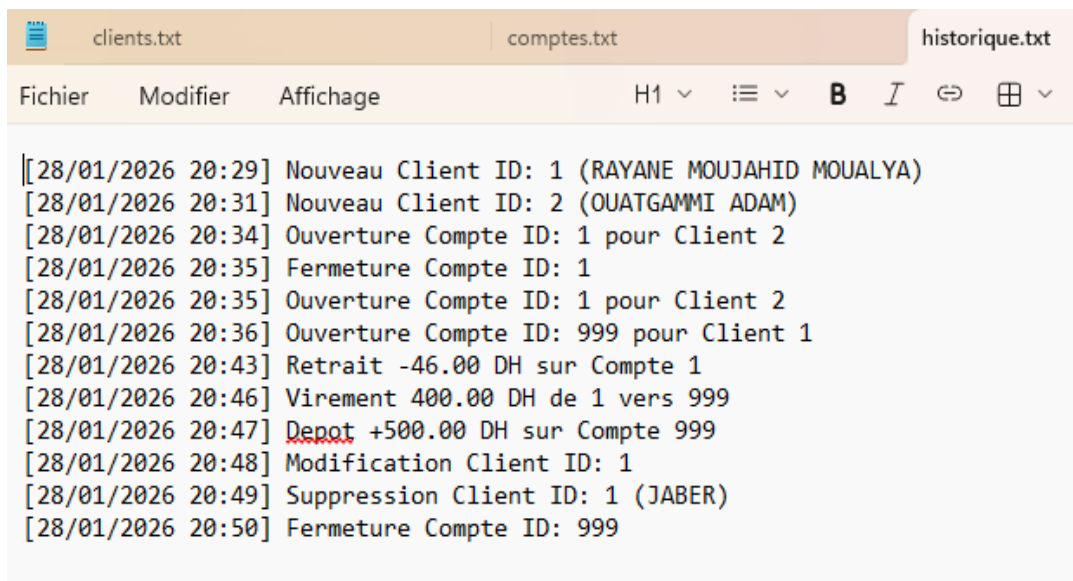 clients.txt comptes.txt historique.txt
Fichier Modifier Affichage H1 B I
[28/01/2026 20:29] Nouveau Client ID: 1 (RAYANE MOUJAHID MOUALYA)
[28/01/2026 20:31] Nouveau Client ID: 2 (OUATGAMMI ADAM)
[28/01/2026 20:34] Ouverture Compte ID: 1 pour Client 2
[28/01/2026 20:35] Fermeture Compte ID: 1
[28/01/2026 20:35] Ouverture Compte ID: 1 pour Client 2
[28/01/2026 20:36] Ouverture Compte ID: 999 pour Client 1
[28/01/2026 20:43] Retrait -46.00 DH sur Compte 1
[28/01/2026 20:46] Virement 400.00 DH de 1 vers 999
[28/01/2026 20:47] Depot +500.00 DH sur Compte 999
[28/01/2026 20:48] Modification Client ID: 1
[28/01/2026 20:49] Suppression Client ID: 1 (JABER)
[28/01/2026 20:50] Fermeture Compte ID: 999